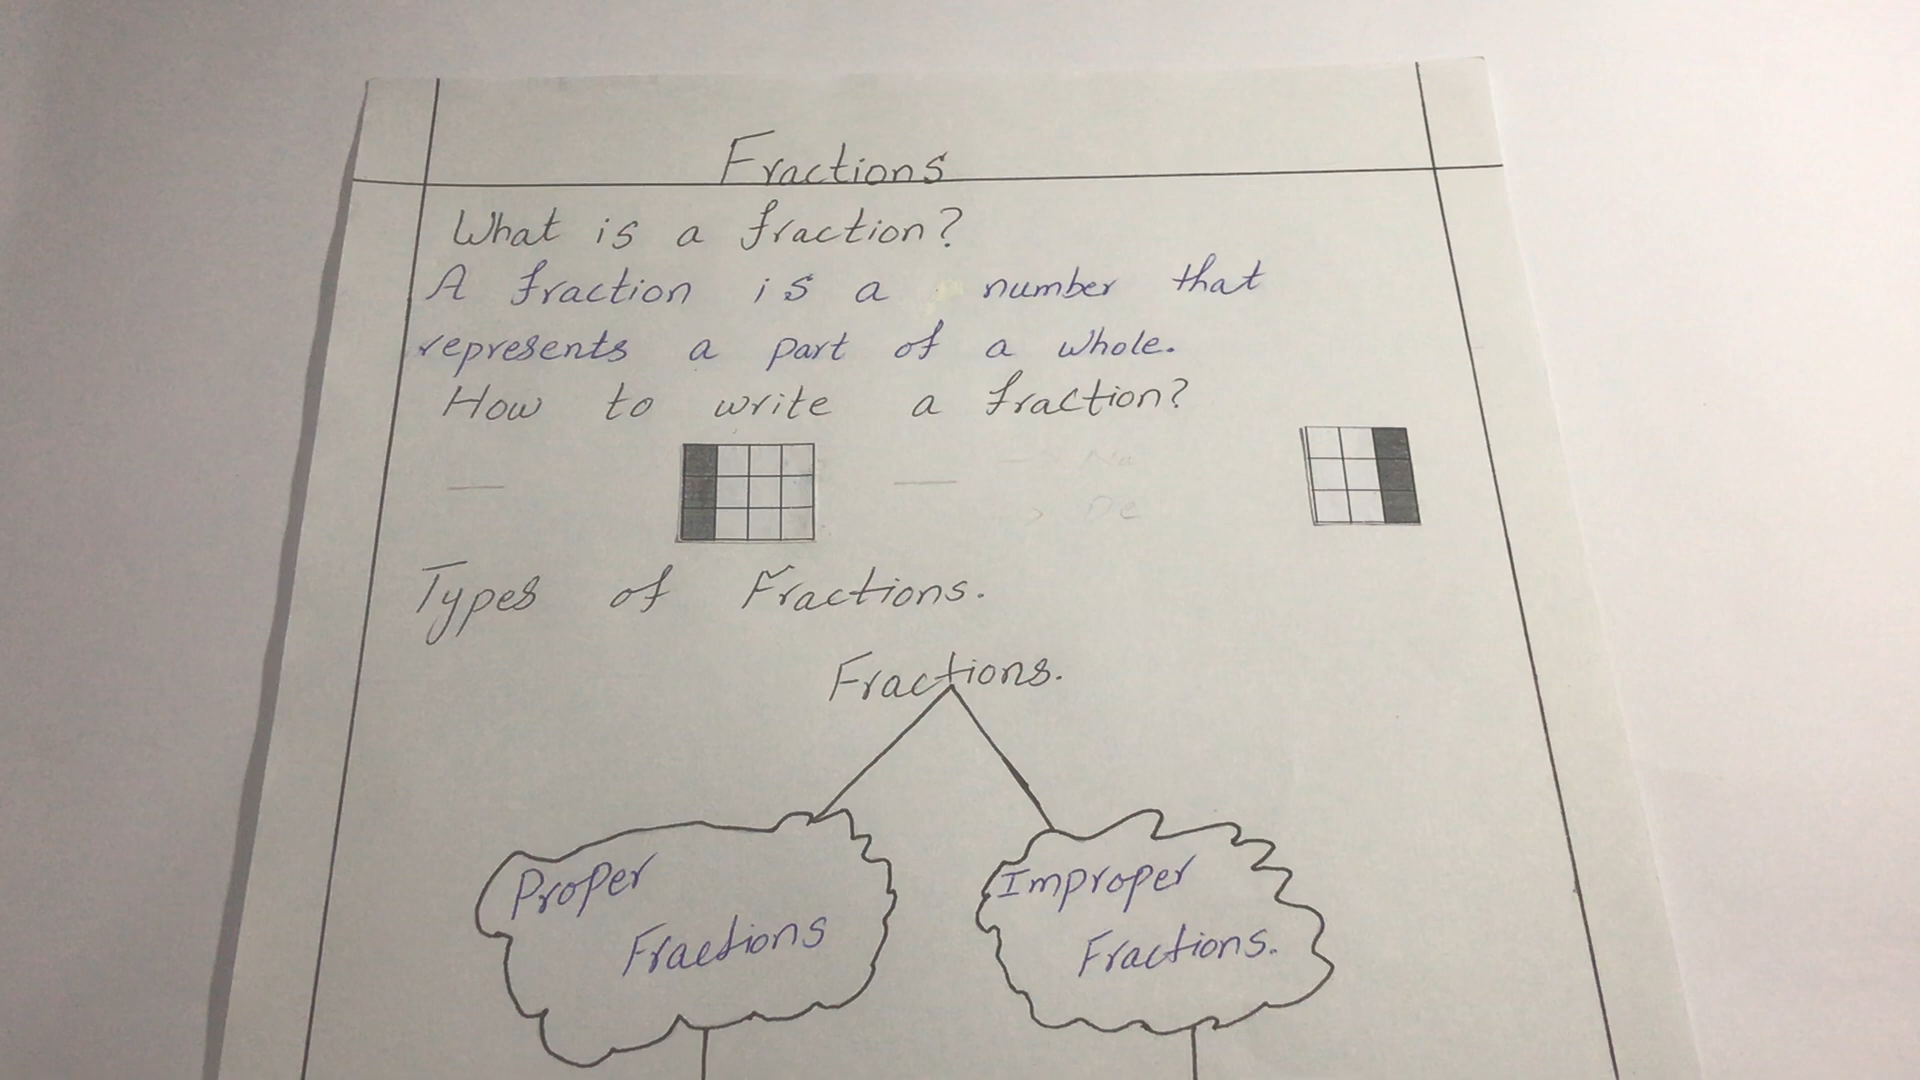 Fractions
What is a fraction?
A fraction is a number that
represents a part of a whole.
How to write a fraction?
Types of Fractions.
Fractions.
Proper
Fractions
Improper
Fractions.